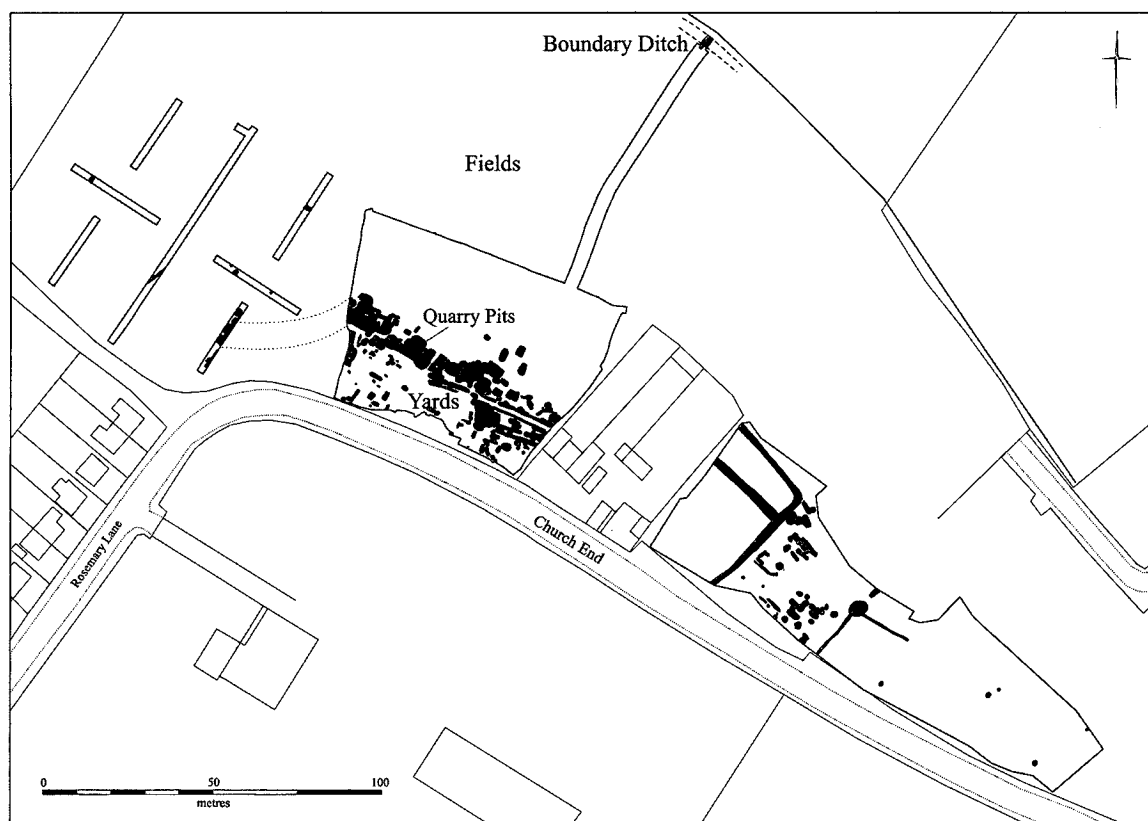 Boundary Ditch
Fields
Quarry Pits
Yards
Church End
Rosemary Lane
0 50 100
metres